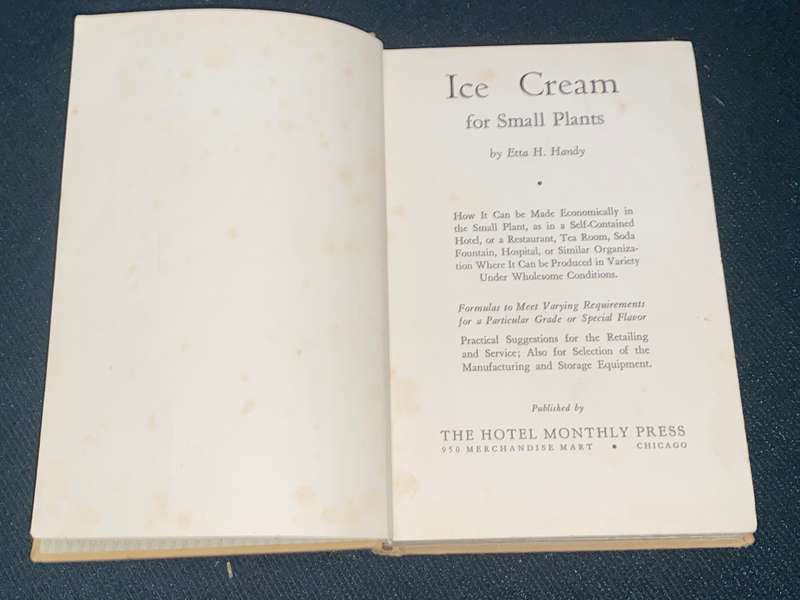 Ice Cream
for Small Plants
by Etta H. Handy
How It Can be Made Economically in
the Small Plant, as in a Self-Contained
Hotel, or a Restaurant, Tea Room, Soda
Fountain, Hospital, or Similar Organiza-
tion Where It Can be Produced in Variety
Under Wholesome Conditions.
Formulas to Meet Varying Requirements
for a Particular Grade or Special Flavor
Practical Suggestions for the Retailing
and Service; Also for Selection of the
Manufacturing and Storage Equipment.
Published by
THE HOTEL MONTHLY PRESS
950 MERCHANDISE MART • CHICAGO